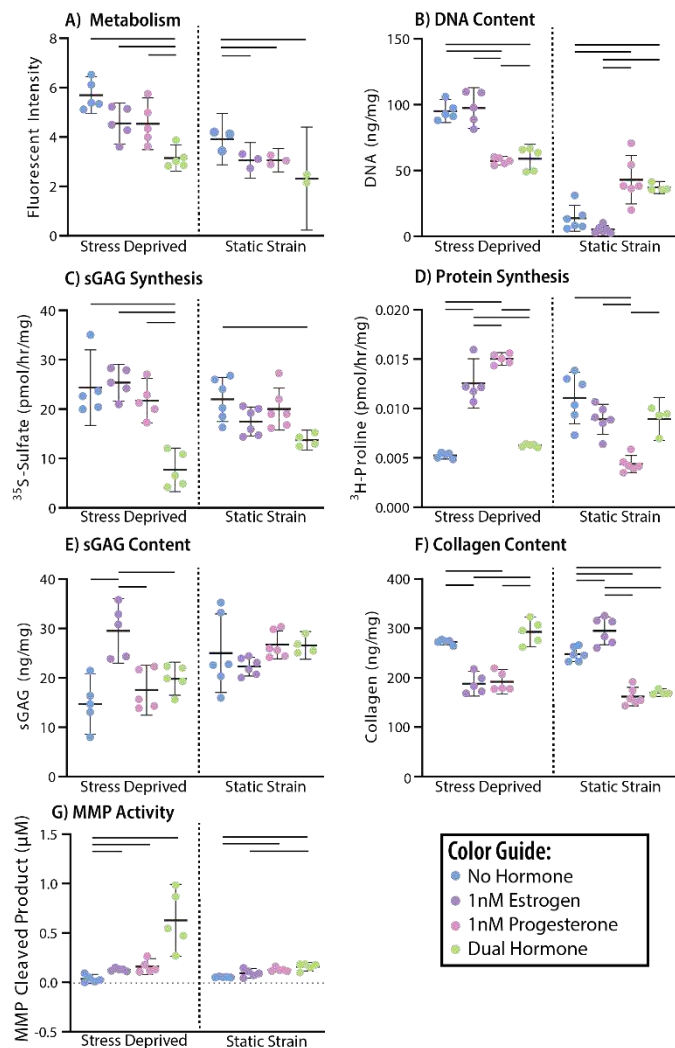 A) Metabolism
Fluorescent Intensity
8
6
4
2
0
Stress Deprived
Static Strain
B) DNA Content
DNA (ng/mg)
150
100
50
0
Stress Deprived
Static Strain
C) sGAG Synthesis
³⁵S-Sulfate (pmol/hr/mg)
40
30
20
10
0
Stress Deprived
Static Strain
D) Protein Synthesis
³H-Proline (pmol/hr/mg)
0.020
0.015
0.010
0.005
0.000
Stress Deprived
Static Strain
E) sGAG Content
sGAG (ng/mg)
40
30
20
10
0
Stress Deprived
Static Strain
F) Collagen Content
Collagen (ng/mg)
400
300
200
100
0
Stress Deprived
Static Strain
G) MMP Activity
MMP Cleaved Product (µM)
1.5
1.0
0.5
0.0
-0.5
Stress Deprived
Static Strain
Color Guide:
No Hormone
1nM Estrogen
1nM Progesterone
Dual Hormone